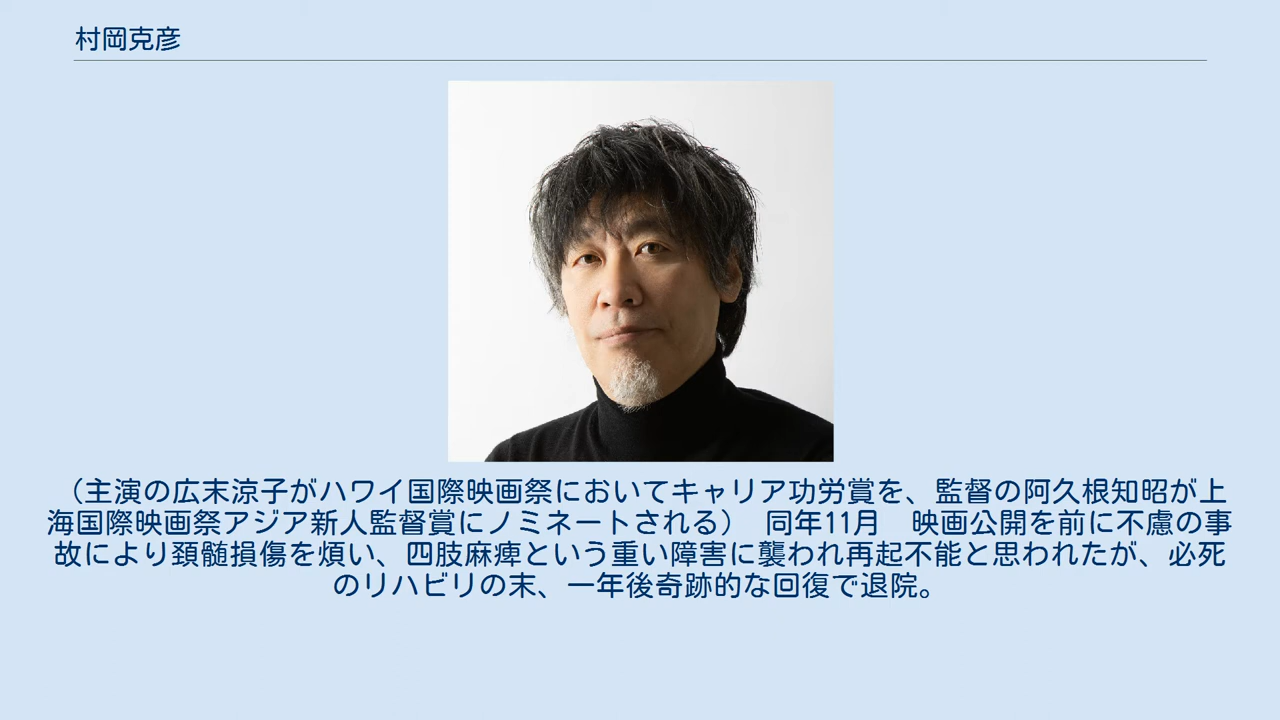 村岡克彦
（主演の広末涼子がハワイ国際映画祭においてキャリア功労賞を、監督の阿久根知昭が上
海国際映画祭アジア新人監督賞にノミネートされる）　同年11月　映画公開を前に不慮の事
故により頚髄損傷を煩い、四肢麻痺という重い障害に襲われ再起不能と思われたが、必死
のリハビリの末、一年後奇跡的な回復で退院。